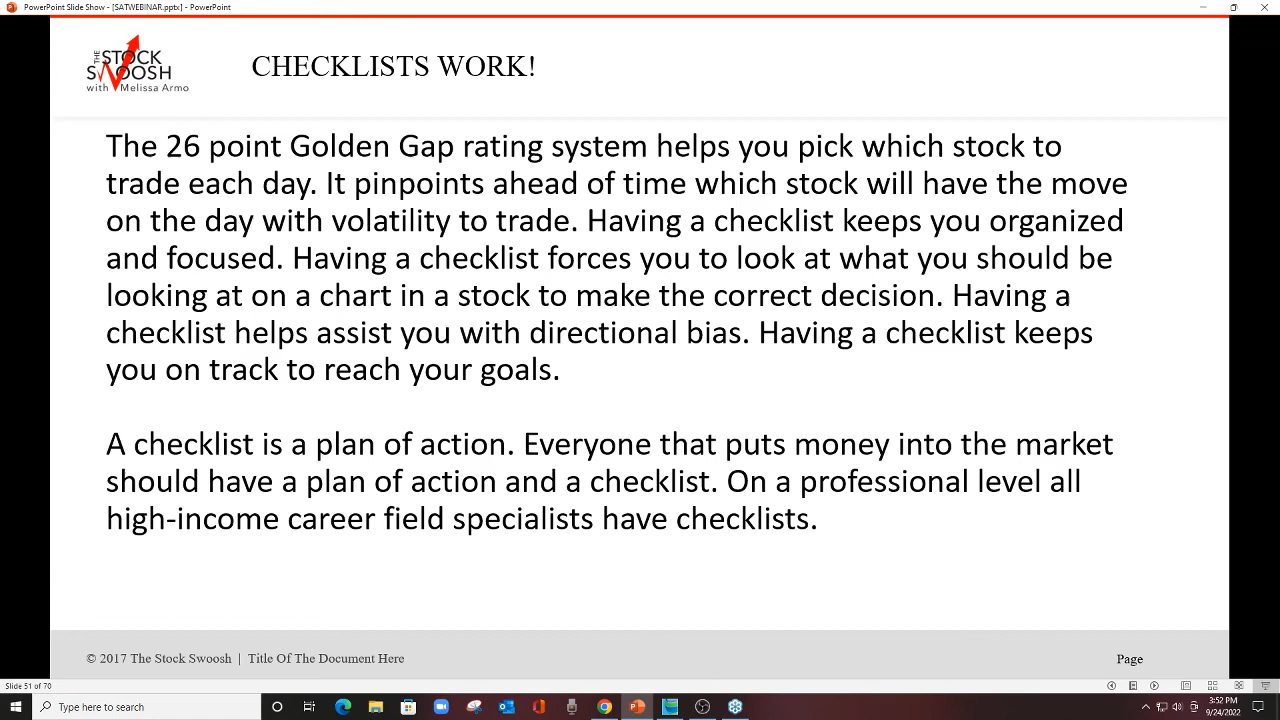 PowerPoint Slide Show - [SATWEBINAR.pptx] - PowerPoint
THE
STOCK
SWOOSH
with Melissa Armo
CHECKLISTS WORK!
The 26 point Golden Gap rating system helps you pick which stock to
trade each day. It pinpoints ahead of time which stock will have the move
on the day with volatility to trade. Having a checklist keeps you organized
and focused. Having a checklist forces you to look at what you should be
looking at on a chart in a stock to make the correct decision. Having a
checklist helps assist you with directional bias. Having a checklist keeps
you on track to reach your goals.
A checklist is a plan of action. Everyone that puts money into the market
should have a plan of action and a checklist. On a professional level all
high-income career field specialists have checklists.
© 2017 The Stock Swoosh | Title Of The Document Here
Page
Slide 51 of 70
Type here to search
3:52 PM
9/24/2022